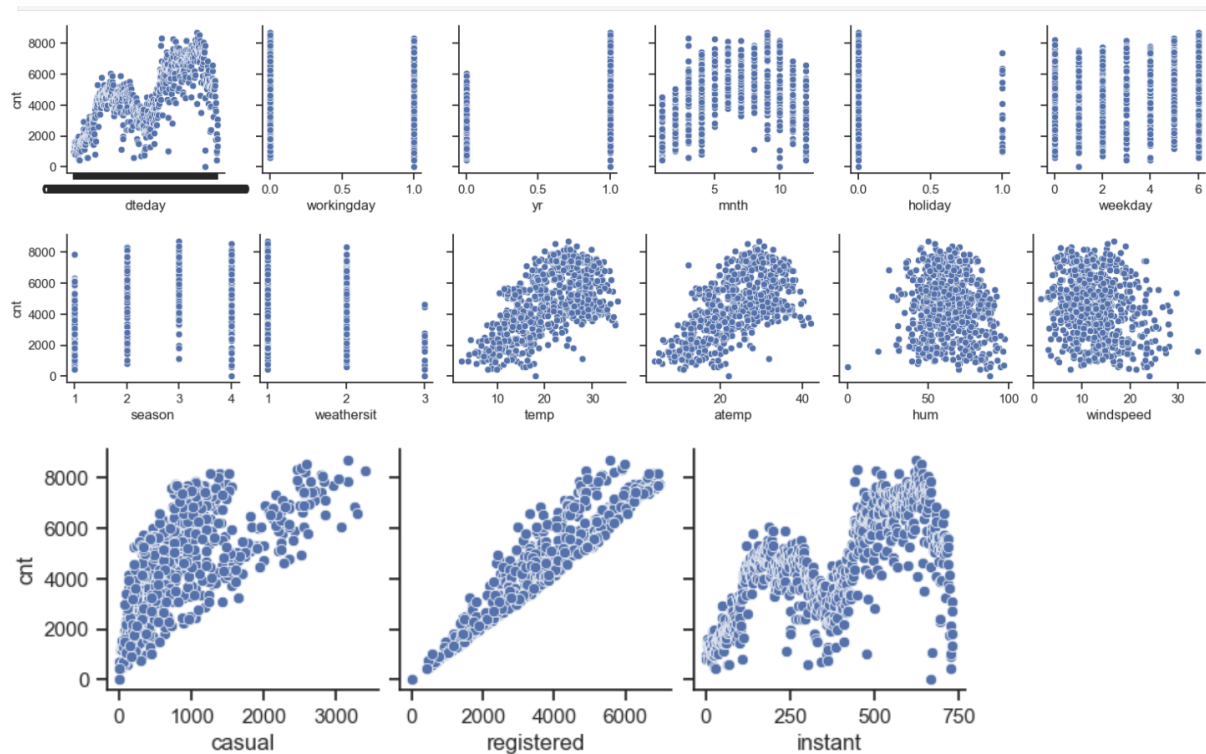 8000
6000
4000
2000
0
cnt
dteday
0.0 0.5 1.0
workingday
0.0 0.5 1.0
yr
5 10
mnth
0.0 0.5 1.0
holiday
0 2 4 6
weekday
8000
6000
4000
2000
0
cnt
1 2 3 4
season
1 2 3
weathersit
10 20 30
temp
20 40
atemp
0 50 100
hum
0 10 20 30
windspeed
8000
6000
4000
2000
0
cnt
0 1000 2000 3000
casual
0 2000 4000 6000
registered
0 250 500 750
instant